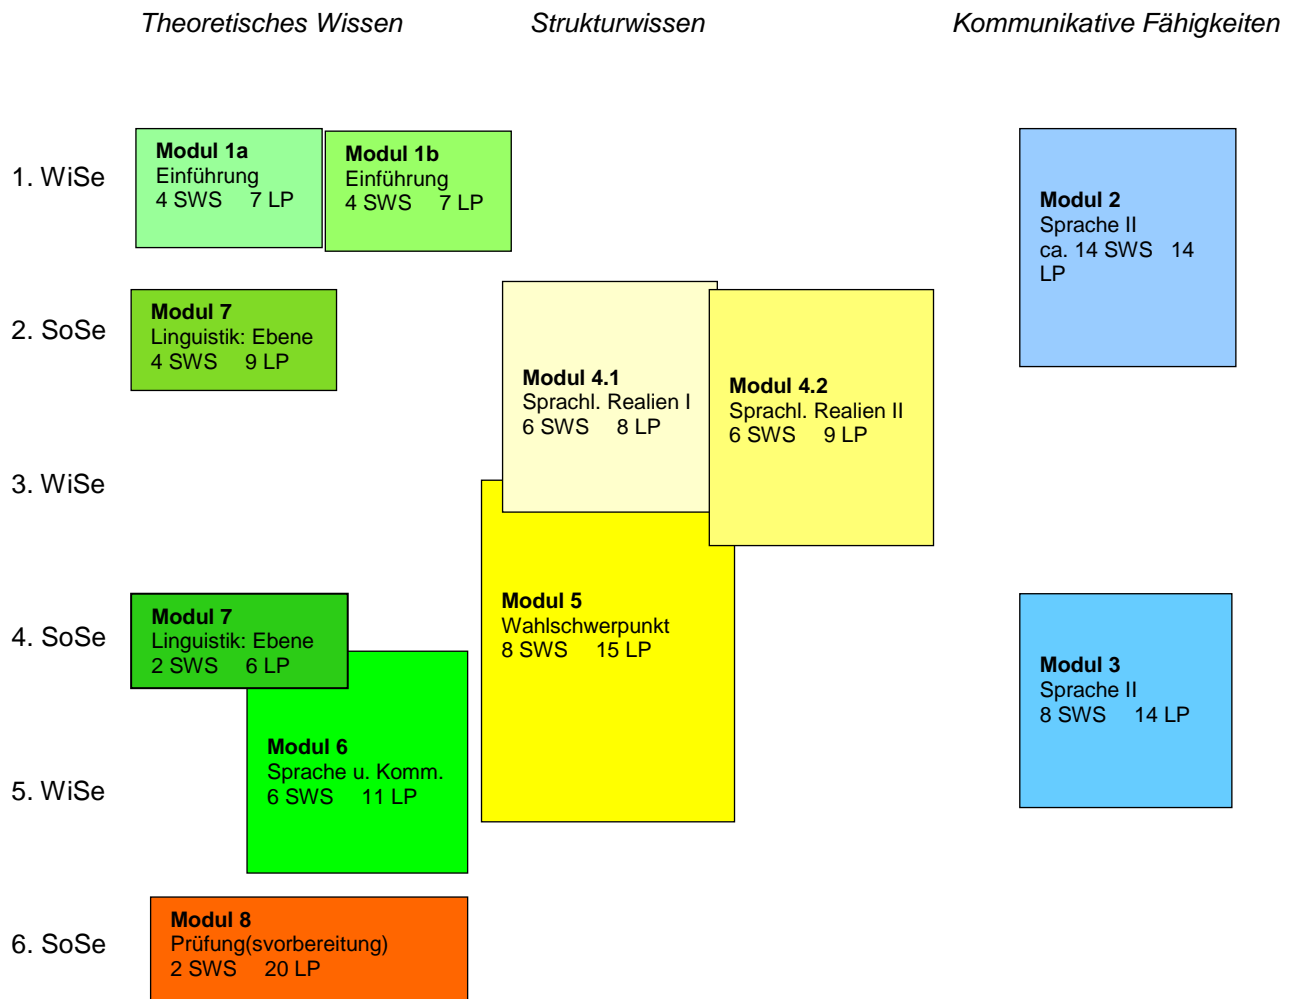 Theoretisches Wissen
Strukturwissen
Kommunikative Fähigkeiten
1. WiSe
Modul 1a
Einführung
4 SWS 7 LP
Modul 1b
Einführung
4 SWS 7 LP
Modul 2
Sprache II
ca. 14 SWS 14
LP
2. SoSe
Modul 7
Linguistik: Ebene
4 SWS 9 LP
Modul 4.1
Sprachl. Realien I
6 SWS 8 LP
Modul 4.2
Sprachl. Realien II
6 SWS 9 LP
3. WiSe
4. SoSe
Modul 7
Linguistik: Ebene
2 SWS 6 LP
Modul 5
Wahlschwerpunkt
8 SWS 15 LP
Modul 3
Sprache II
8 SWS 14 LP
5. WiSe
Modul 6
Sprache u. Komm.
6 SWS 11 LP
6. SoSe
Modul 8
Prüfung(svorbereitung)
2 SWS 20 LP